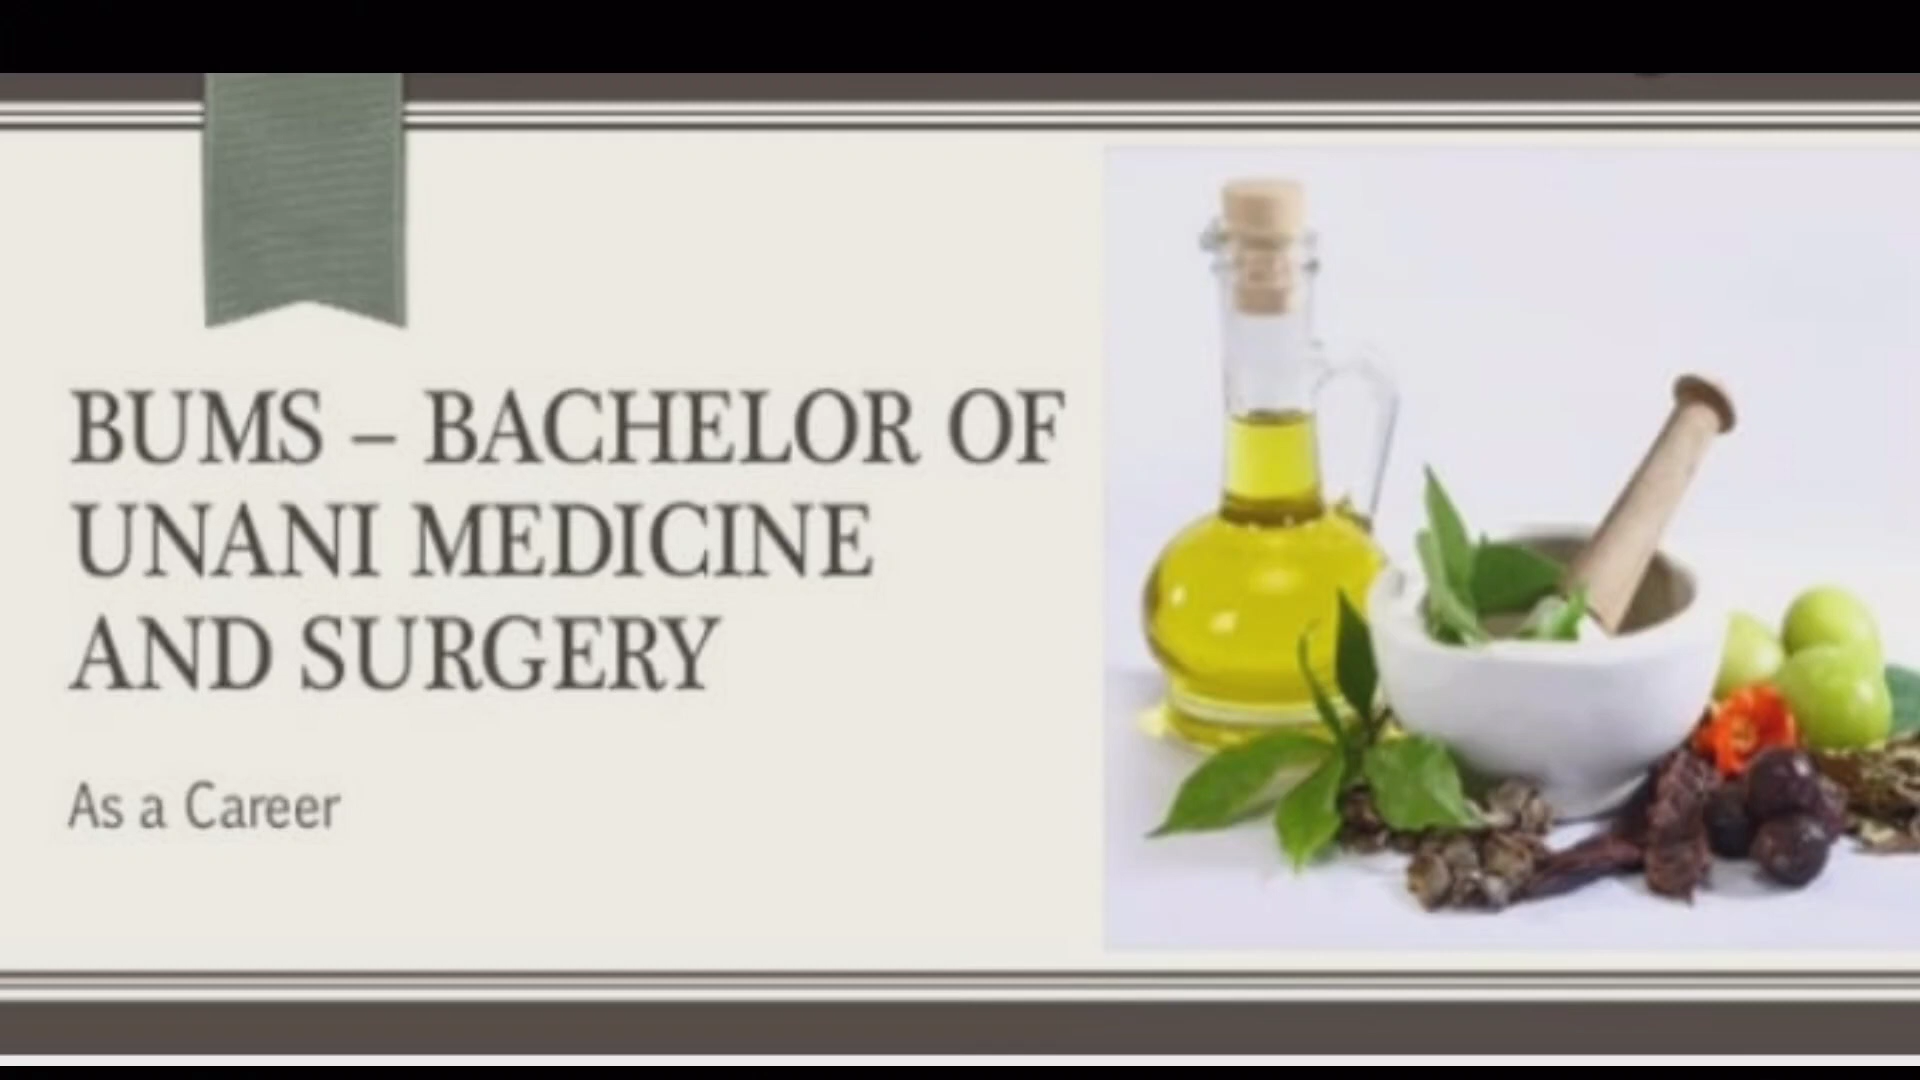 BUMS – BACHELOR OF
UNANI MEDICINE
AND SURGERY
As a Career